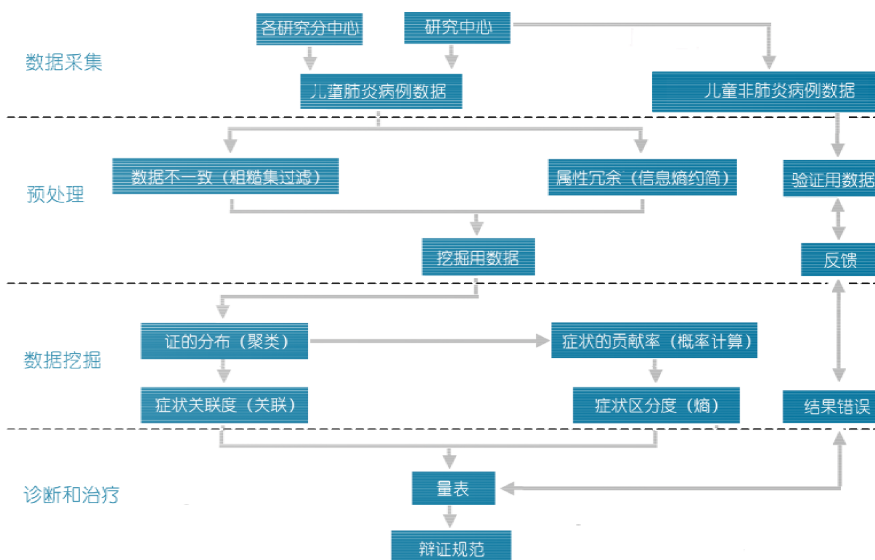 各研究分中心
研究中心
数据采集
儿童肺炎病例数据
儿童非肺炎病例数据
预处理
数据不一致（粗糙集过滤）
属性冗余（信息熵约简）
验证用数据
挖掘用数据
反馈
数据挖掘
证的分布（聚类）
症状的贡献率（概率计算）
症状关联度（关联）
症状区分度（熵）
结果错误
诊断和治疗
量表
辩证规范